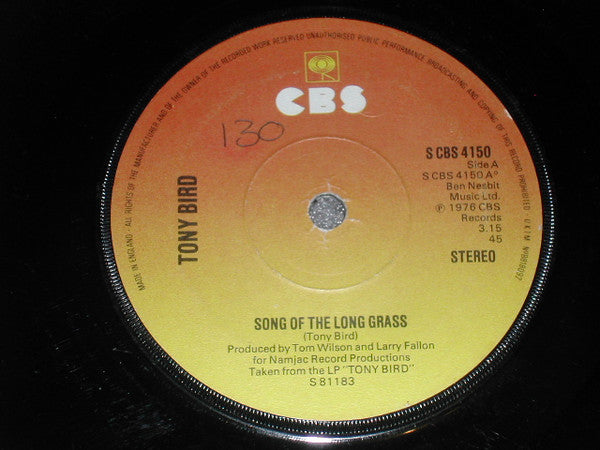 MADE IN ENGLAND - ALL RIGHTS OF THE MANUFACTURER AND OF THE OWNER OF THE RECORDED WORK RESERVED UNAUTHORISED PUBLIC PERFORMANCE BROADCASTING AND COPYING OF THIS RECORD PROHIBITED
CBS
130
TONY BIRD
S CBS 4150
Side A
S CBS 4150.A°
Ben Nesbit
Music Ltd.
℗ 1976 CBS
Records
3.15
45
STEREO
SONG OF THE LONG GRASS
(Tony Bird)
Produced by Tom Wilson and Larry Fallon
for Namjac Record Productions
Taken from the LP "TONY BIRD"
S 81183